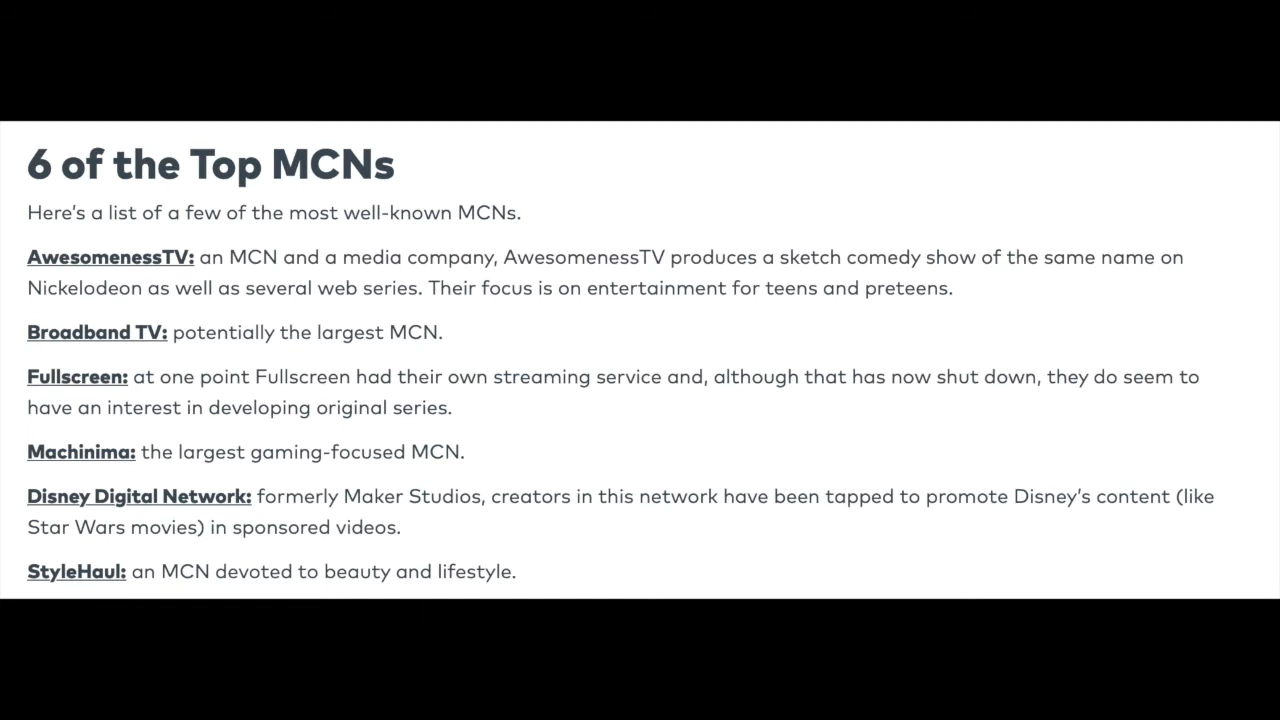 6 of the Top MCNs
Here’s a list of a few of the most well-known MCNs.
AwesomenessTV: an MCN and a media company, AwesomenessTV produces a sketch comedy show of the same name on
Nickelodeon as well as several web series. Their focus is on entertainment for teens and preteens.
Broadband TV: potentially the largest MCN.
Fullscreen: at one point Fullscreen had their own streaming service and, although that has now shut down, they do seem to
have an interest in developing original series.
Machinima: the largest gaming-focused MCN.
Disney Digital Network: formerly Maker Studios, creators in this network have been tapped to promote Disney’s content (like
Star Wars movies) in sponsored videos.
StyleHaul: an MCN devoted to beauty and lifestyle.